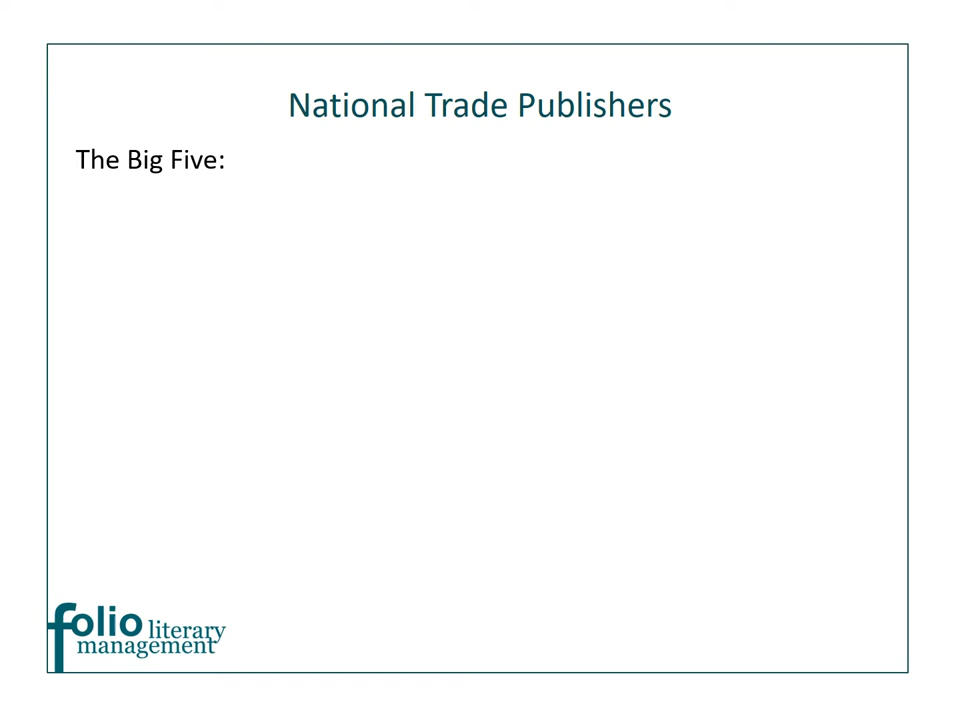 National Trade Publishers
The Big Five:
folio literary
management